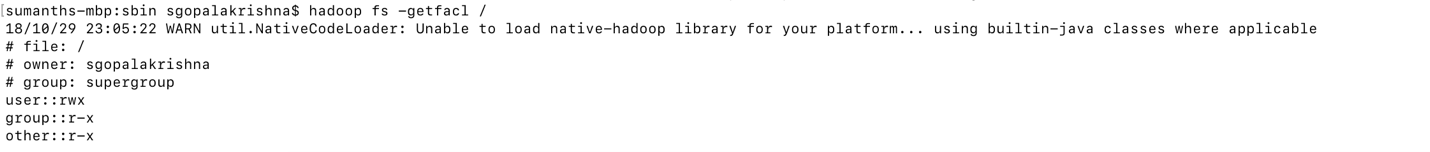 [sumanths-mbp:sbin sgopalakrishna$ hadoop fs -getfacl /
18/10/29 23:05:22 WARN util.NativeCodeLoader: Unable to load native-hadoop library for your platform... using builtin-java classes where applicable
# file: /
# owner: sgopalakrishna
# group: supergroup
user::rwx
group::r-x
other::r-x